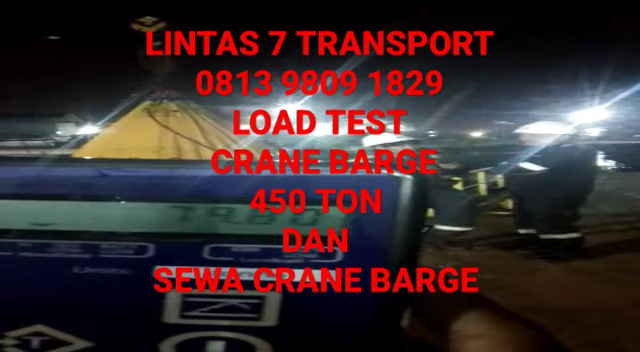 LINTAS 7 TRANSPORT
0813 9809 1829
LOAD TEST
CRANE BARGE
450 TON
DAN
SEWA CRANE BARGE